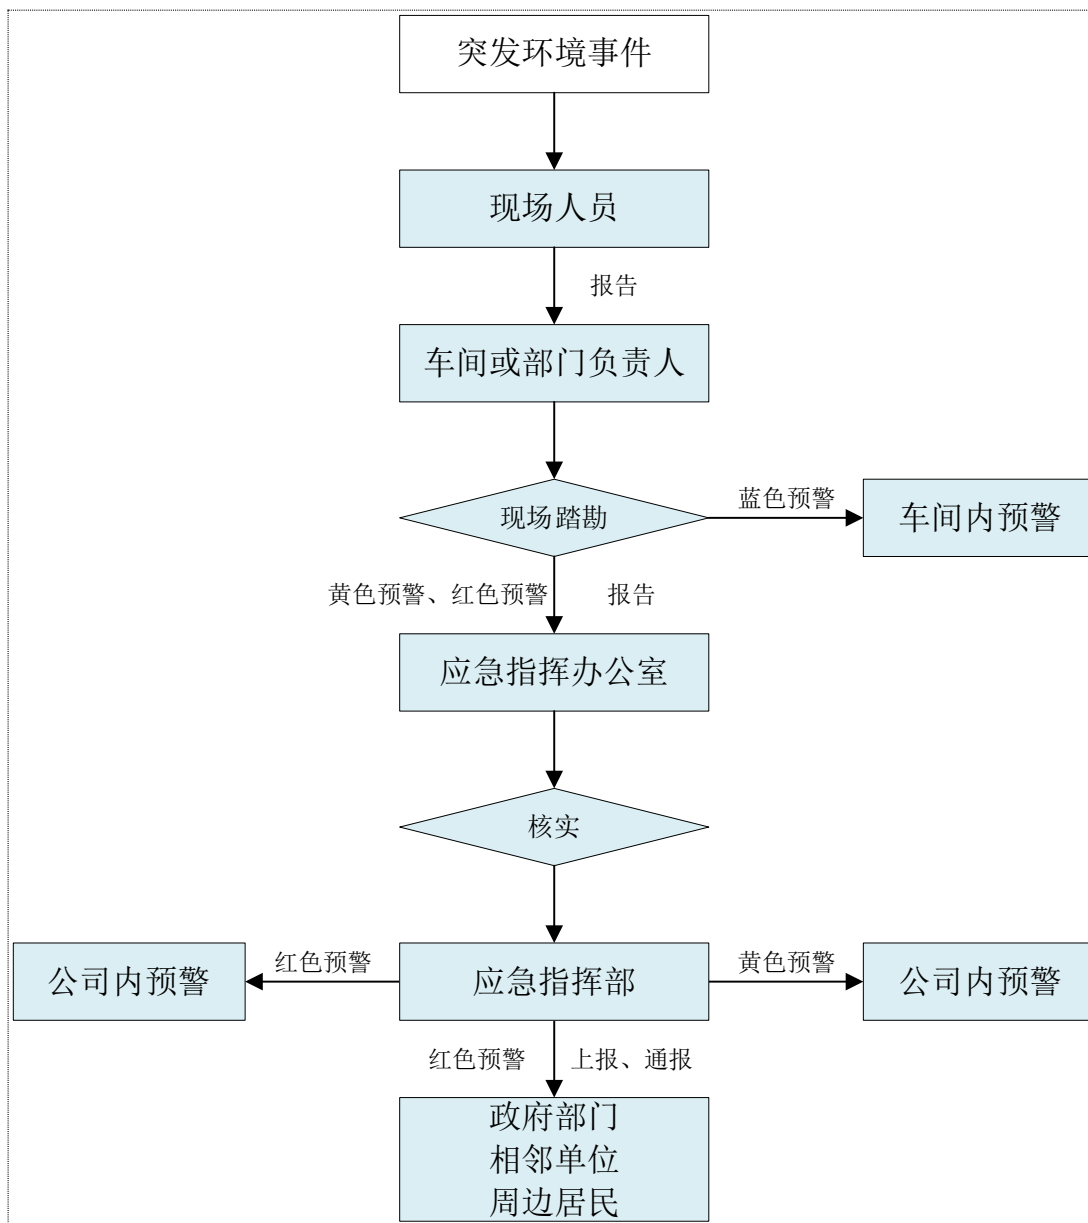 突发环境事件
现场人员
报告
车间或部门负责人
现场踏勘
蓝色预警
车间内预警
黄色预警、红色预警
报告
应急指挥办公室
核实
公司内预警
红色预警
应急指挥部
黄色预警
公司内预警
红色预警
上报、通报
政府部门
相邻单位
周边居民